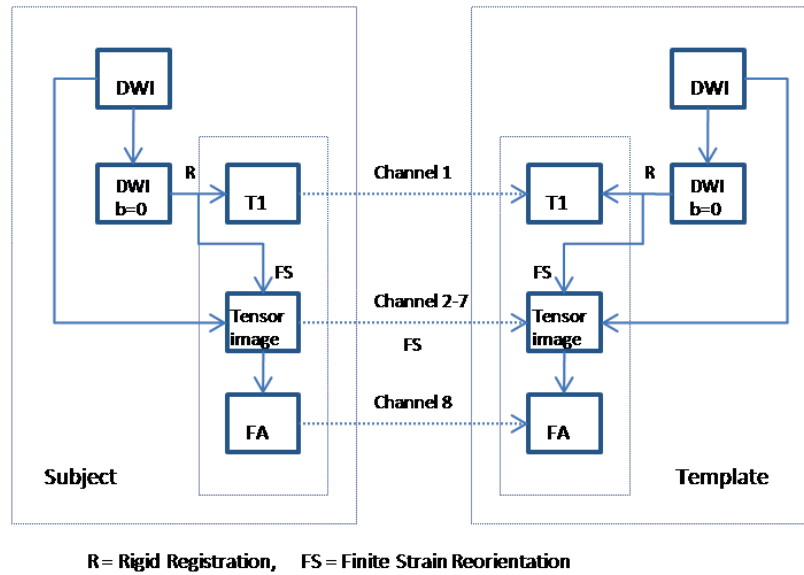 DWI
DWI
R
DWI
b=0
T1
Channel 1
T1
R
DWI
b=0
FS
FS
Tensor
image
Channel 2-7
FS
Tensor
image
FA
Channel 8
FA
Subject
Template
R = Rigid Registration, FS = Finite Strain Reorientation